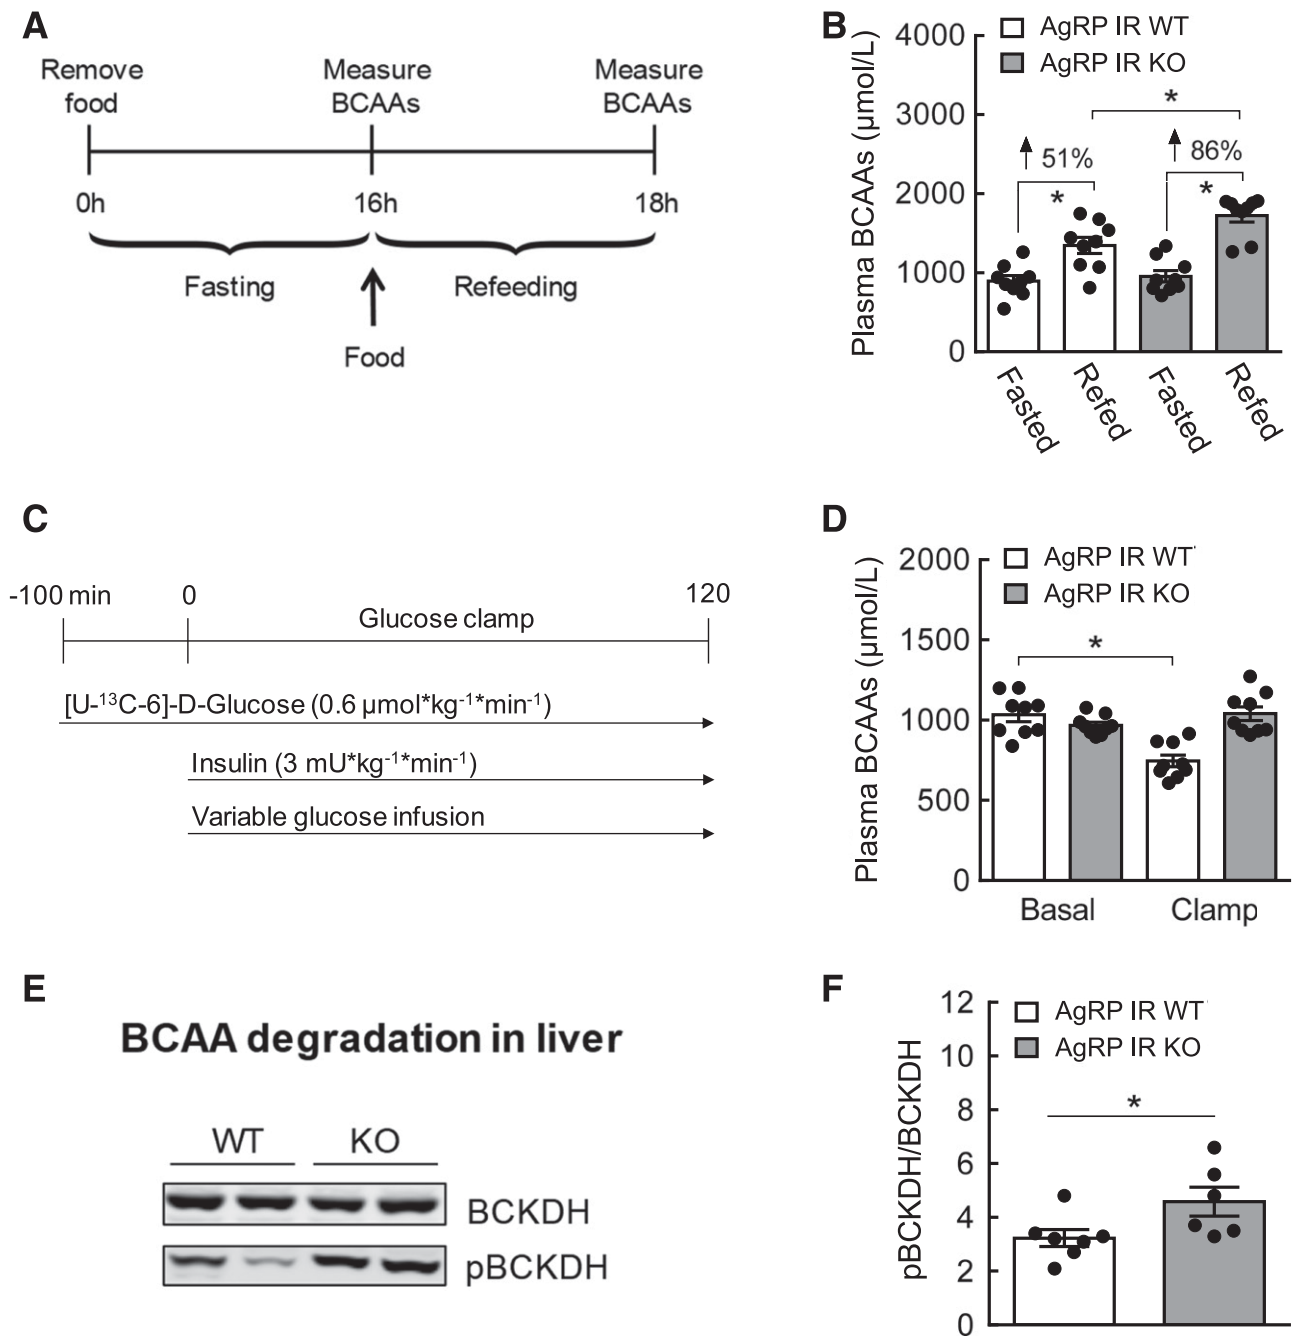 A
Remove food
Measure BCAAs
Measure BCAAs
0h
16h
18h
Fasting
Refeeding
Food
B
AgRP IR WT
AgRP IR KO
Plasma BCAAs (µmol/L)
4000
3000
2000
1000
0
51%
86%
*
*
*
Fasted
Refed
Fasted
Refed
C
-100 min
0
120
Glucose clamp
[U-¹³C-6]-D-Glucose (0.6 µmol*kg⁻¹*min⁻¹)
Insulin (3 mU*kg⁻¹*min⁻¹)
Variable glucose infusion
D
AgRP IR WT
AgRP IR KO
Plasma BCAAs (µmol/L)
2000
1500
1000
500
0
*
Basal
Clamp
E
BCAA degradation in liver
WT
KO
BCKDH
pBCKDH
F
AgRP IR WT
AgRP IR KO
pBCKDH/BCKDH
12
10
8
6
4
2
0
*